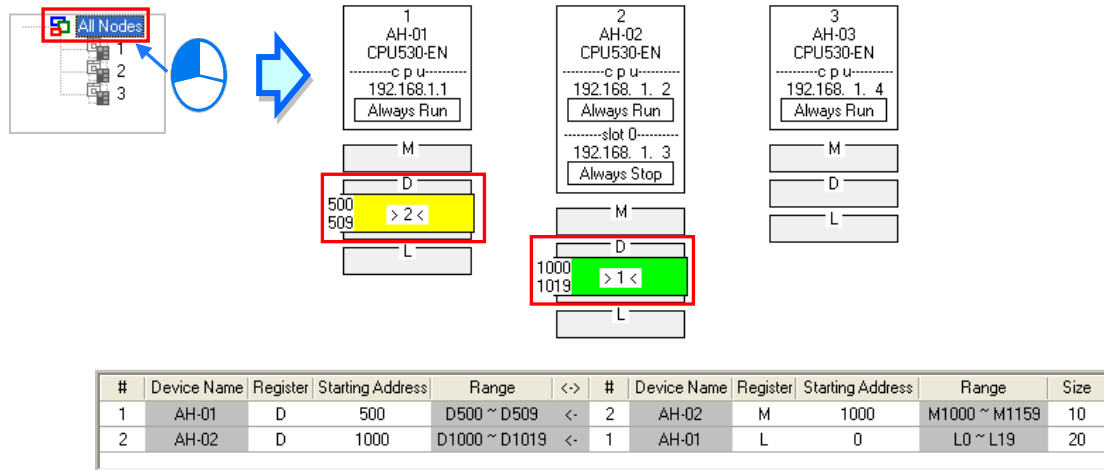 All Nodes
1
2
3
1
AH-01
CPU530-EN
---------c p u---------
192.168.1.1
Always Run
M
D
500
509
> 2 <
L
2
AH-02
CPU530-EN
---------c p u---------
192.168. 1. 2
Always Run
---------slot 0---------
192.168. 1. 3
Always Stop
M
D
1000
1019
> 1 <
L
3
AH-03
CPU530-EN
---------c p u---------
192.168. 1. 4
Always Run
M
D
L
# Device Name Register Starting Address Range <-> # Device Name Register Starting Address Range Size
1 AH-01 D 500 D500 ~ D509 <- 2 AH-02 M 1000 M1000 ~ M1159 10
2 AH-02 D 1000 D1000 ~ D1019 <- 1 AH-01 L 0 L0 ~ L19 20